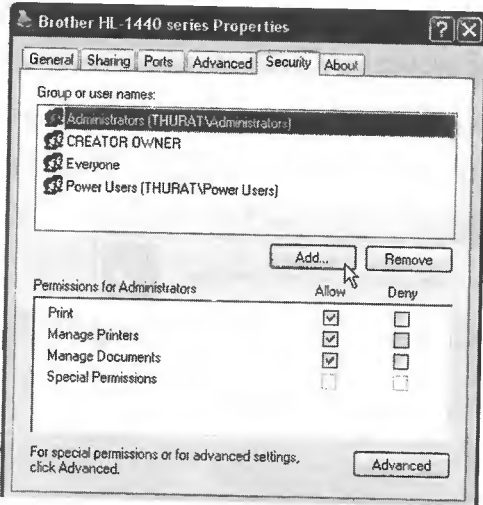 Brother HL-1440 series Properties
General Sharing Ports Advanced Security About
Group or user names:
Administrators (THURAT\Administrators)
CREATOR OWNER
Everyone
Power Users (THURAT\Power Users)
Add... Remove
Permissions for Administrators Allow Deny
Print
Manage Printers
Manage Documents
Special Permissions
For special permissions or for advanced settings,
click Advanced.
Advanced